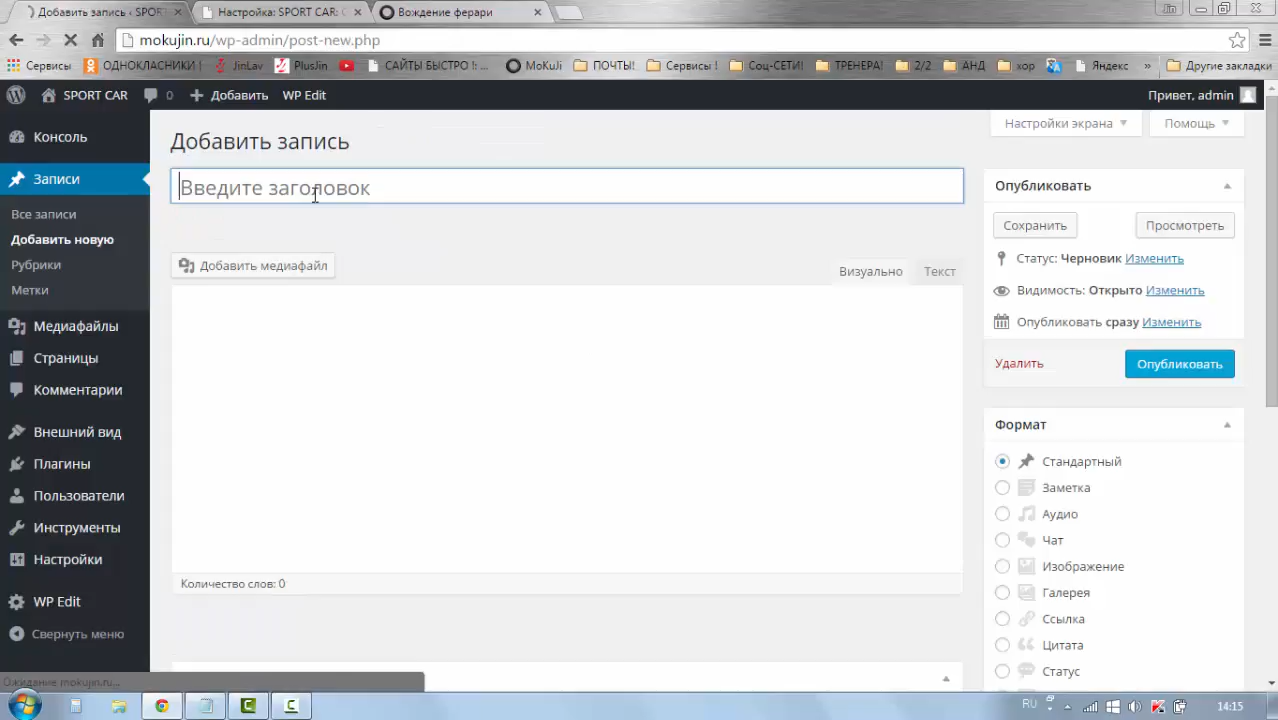 Добавить запись ‹ SPORT
Настройка: SPORT CAR: С
Вождение ферари
mokujin.ru/wp-admin/post-new.php
Сервисы
ОДНОКЛАСНИКИ !
JinLav
PlusJin
САЙТЫ БЫСТРО !: ...
MoKuJi
ПОЧТЫ!
Сервисы !
Соц-СЕТИ!
ТРЕНЕРА!
2/2
АНД
хор
Яндекс
»
Другие закладки
SPORT CAR
0
Добавить
WP Edit
Привет, admin
Консоль
Записи
Все записи
Добавить новую
Рубрики
Метки
Медиафайлы
Страницы
Комментарии
Внешний вид
Плагины
Пользователи
Инструменты
Настройки
WP Edit
Свернуть меню
Настройки экрана
Помощь
Добавить запись
Введите заголовок
Добавить медиафайл
Визуально
Текст
Количество слов: 0
Опубликовать
Сохранить
Просмотреть
Статус: Черновик Изменить
Видимость: Открыто Изменить
Опубликовать сразу Изменить
Удалить
Опубликовать
Формат
Стандартный
Заметка
Аудио
Чат
Изображение
Галерея
Ссылка
Цитата
Статус
Ожидание mokujin.ru...
RU
14:15